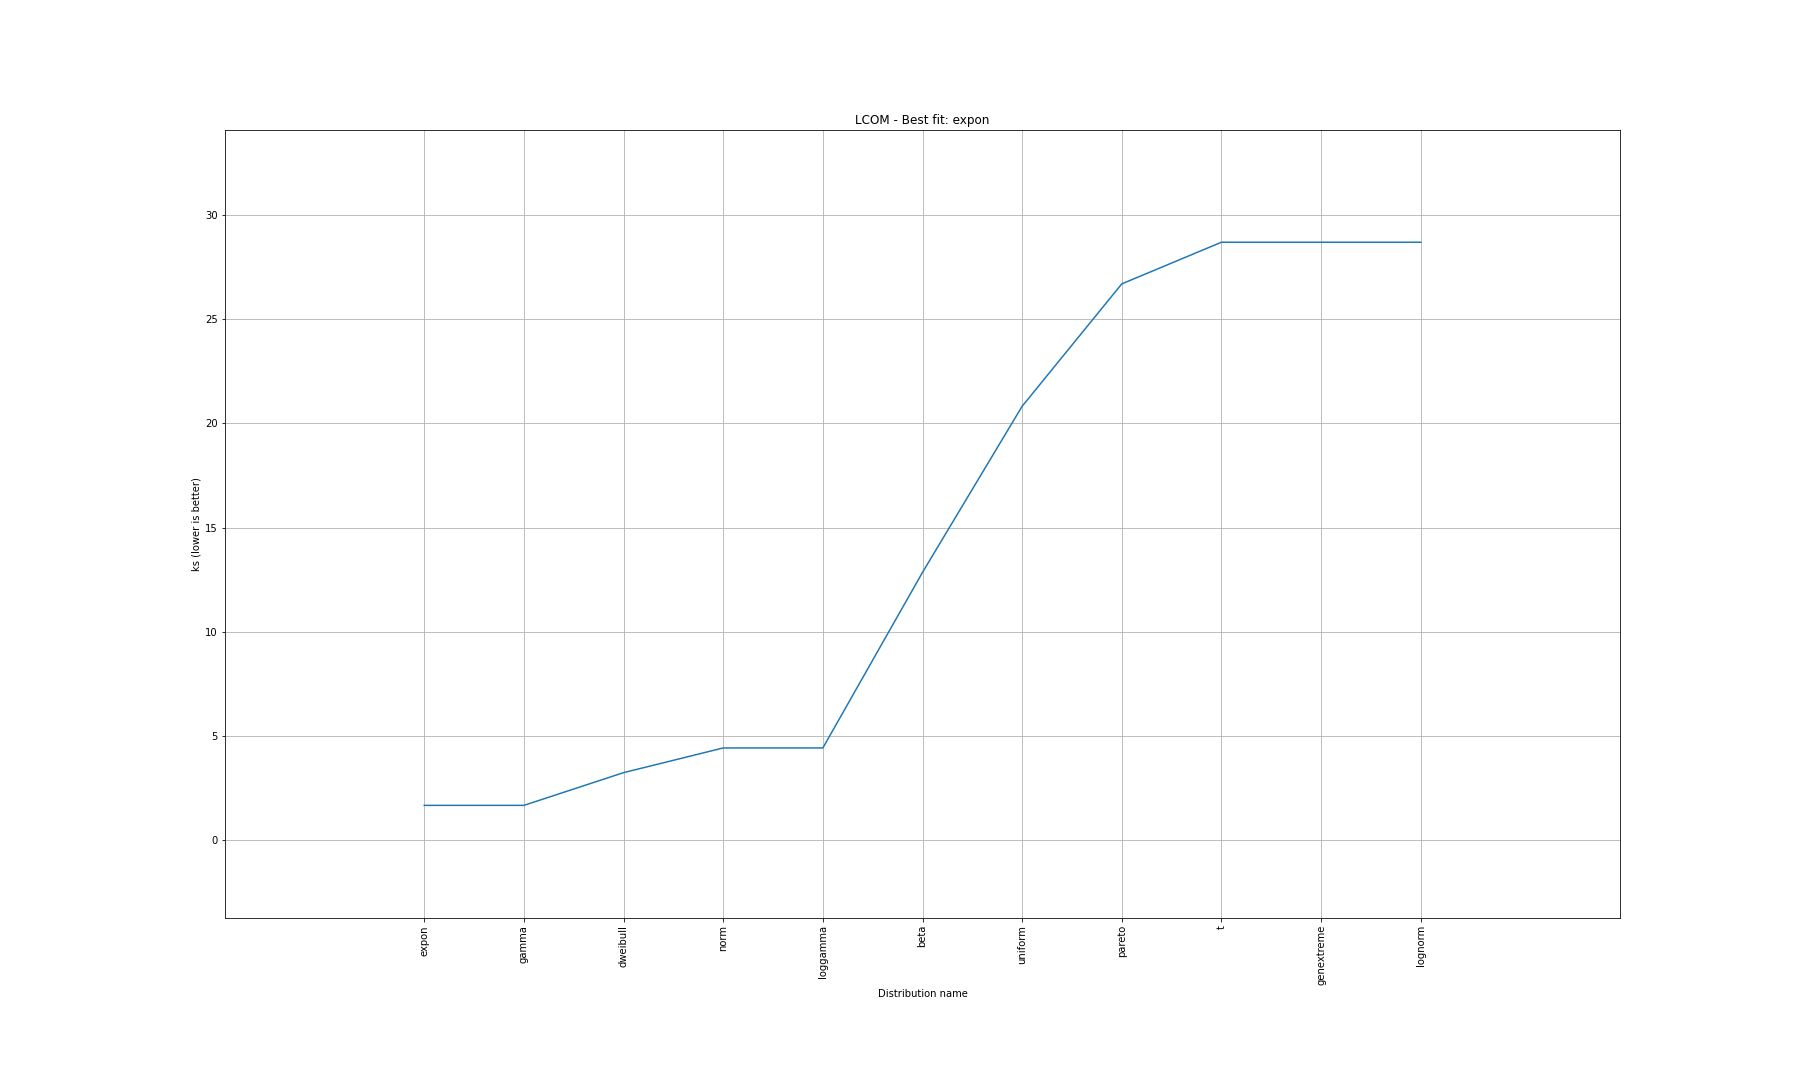 LCOM - Best fit: expon
ks (lower is better)
30
25
20
15
10
5
0
expon
gamma
dweibull
norm
loggamma
beta
uniform
pareto
t
genextreme
lognorm
Distribution name